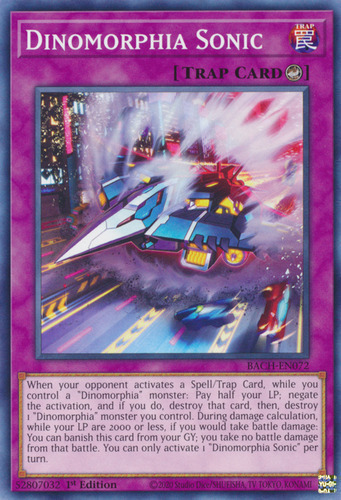 DINOMORPHIA SONIC
TRAP
罠
[TRAP CARD]
BACH-EN072
When your opponent activates a Spell/Trap Card, while you
control a "Dinomorphia" monster: Pay half your LP; negate
the activation, and if you do, destroy that card, then, destroy
1 "Dinomorphia" monster you control. During damage calculation,
while your LP are 2000 or less, if you would take battle damage:
You can banish this card from your GY; you take no battle damage
from that battle. You can only activate 1 "Dinomorphia Sonic" per
turn.
52807032 1st Edition
©2020 Studio Dice/SHUEISHA, TV TOKYO, KONAMI